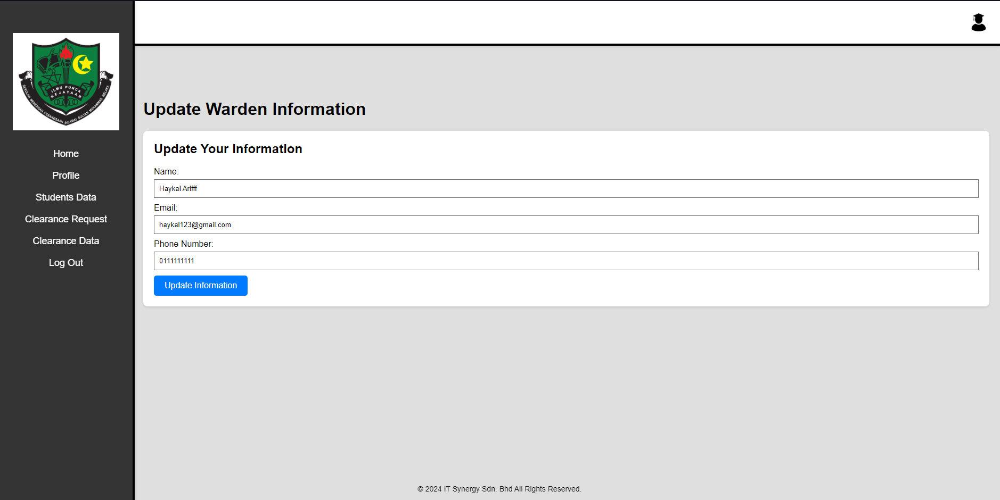 ILMU PUNCA
KEJAYAAN
SEKOLAH MENENGAH KEBANGSAAN (AGAMA) SULTAN MUHAMMAD MELAKA
Home
Profile
Students Data
Clearance Request
Clearance Data
Log Out
Update Warden Information
Update Your Information
Name:
Haykal Arifff
Email:
haykal123@gmail.com
Phone Number:
0111111111
Update Information
© 2024 IT Synergy Sdn. Bhd All Rights Reserved.